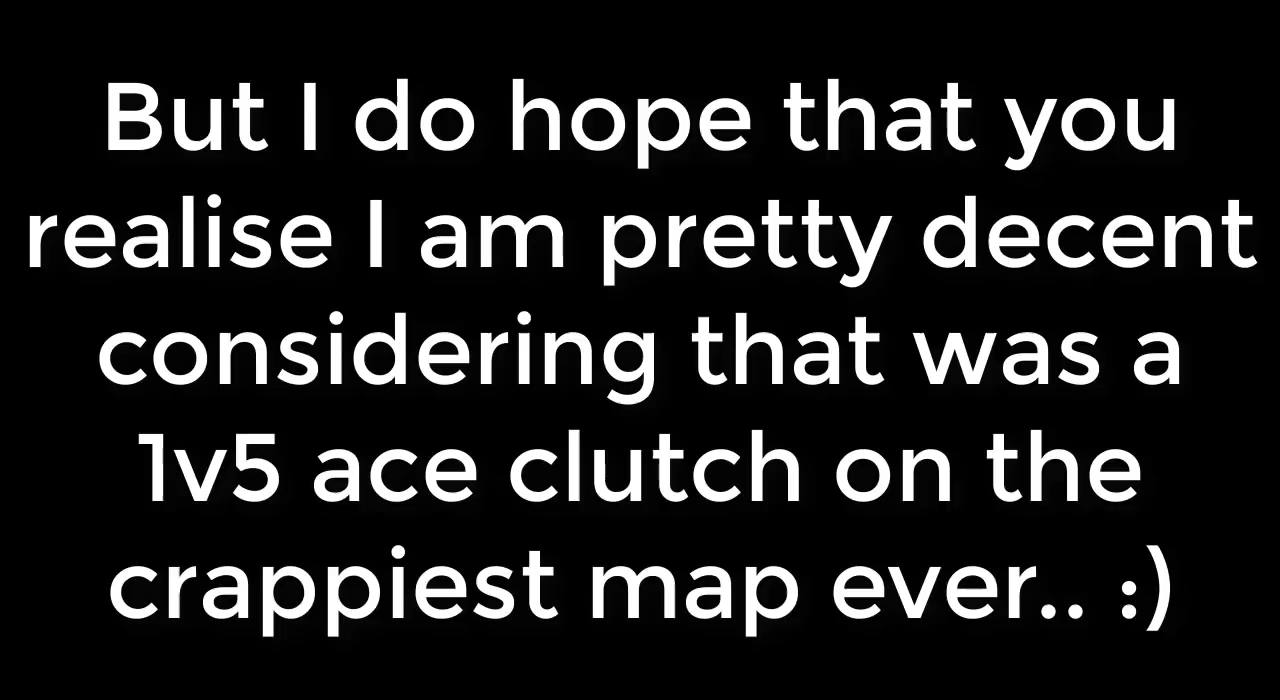 But I do hope that you
realise I am pretty decent
considering that was a
1v5 ace clutch on the
crappiest map ever.. :)